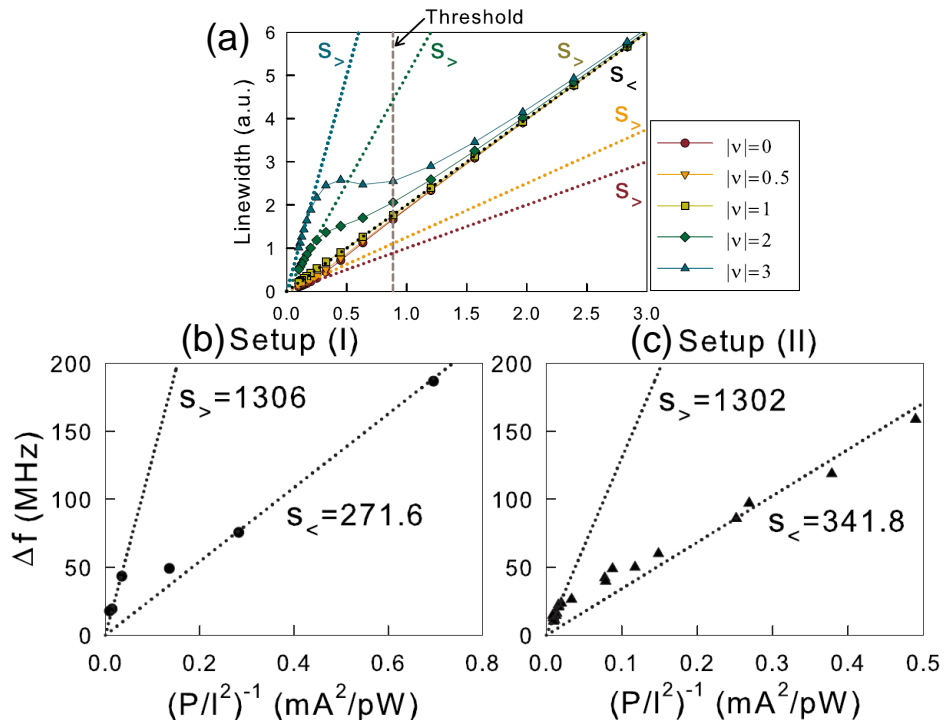 Threshold
(a)
Linewidth (a.u.)
6
5
4
3
2
1
0
S>
S>
S>
S<
S>
S>
0.0 0.5 1.0 1.5 2.0 2.5 3.0
|ν|=0
|ν|=0.5
|ν|=1
|ν|=2
|ν|=3
(b) Setup (I)
Δf (MHz)
200
150
100
50
0
S>=1306
S<=271.6
0.0 0.2 0.4 0.6 0.8
(P/I²)⁻¹ (mA²/pW)
(c) Setup (II)
200
150
100
50
0
S>=1302
S<=341.8
0.0 0.1 0.2 0.3 0.4 0.5
(P/I²)⁻¹ (mA²/pW)